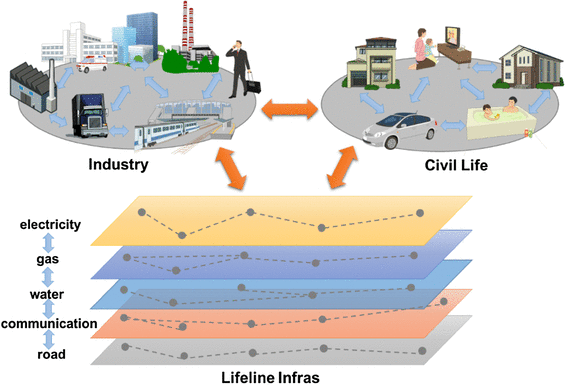 Industry
Civil Life
electricity
gas
water
communication
road
Lifeline Infras